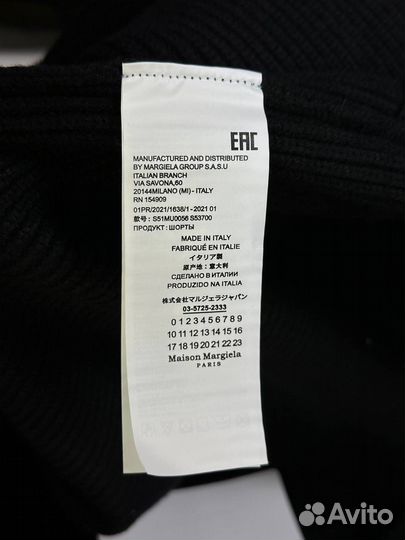 EAC
MANUFACTURED AND DISTRIBUTED
BY MARGIELA GROUP S.A.S.U
ITALIAN BRANCH
VIA SAVONA,60
20144MILANO (MI) - ITALY
RN 154909
01PR/2021/1638/1 - 2021 01
款号: S51MU0056 S53700
ПРОДУКТ: ШОРТЫ
MADE IN ITALY
FABRIQUÉ EN ITALIE
イタリア製
原产地：意大利
СДЕЛАНО В ИТАЛИИ
PRODUZIDO NA ITALIA
株式会社マルジェラジャパン
03-5725-2333
0 1 2 3 4 5 6 7 8 9
10 11 12 13 14 15 16
17 18 19 20 21 22 23
Maison Margiela
PARIS
Avito